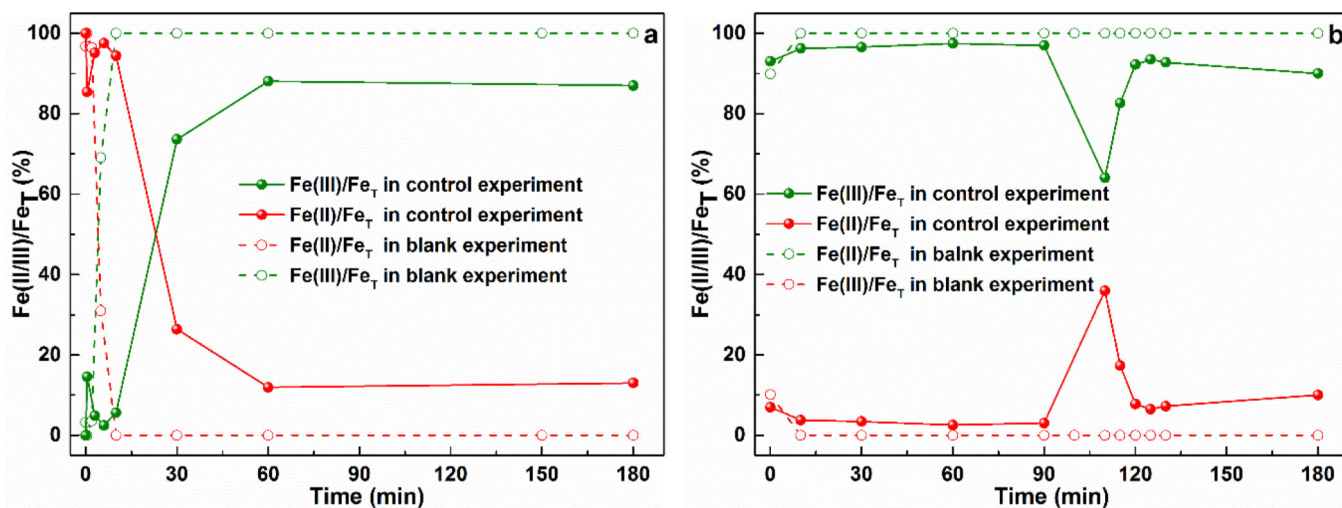 a
Fe(II/III)/FeT (%)
100
80
60
40
20
0
Fe(III)/FeT in control experiment
Fe(II)/FeT in control experiment
Fe(II)/FeT in blank experiment
Fe(III)/FeT in blank experiment
0 30 60 90 120 150 180
Time (min)
b
Fe(II/III)/FeT (%)
100
80
60
40
20
0
Fe(III)/FeT in control experiment
Fe(II)/FeT in control experiment
Fe(II)/FeT in balnk experiment
Fe(III)/FeT in blank experiment
0 30 60 90 120 150 180
Time (min)